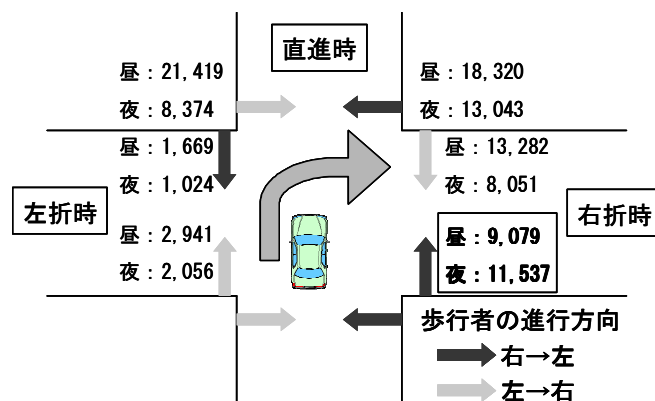 直進時
昼：21,419
夜：8,374
昼：18,320
夜：13,043
昼：1,669
夜：1,024
昼：13,282
夜：8,051
左折時
右折時
昼：2,941
夜：2,056
昼：9,079
夜：11,537
歩行者の進行方向
右→左
左→右